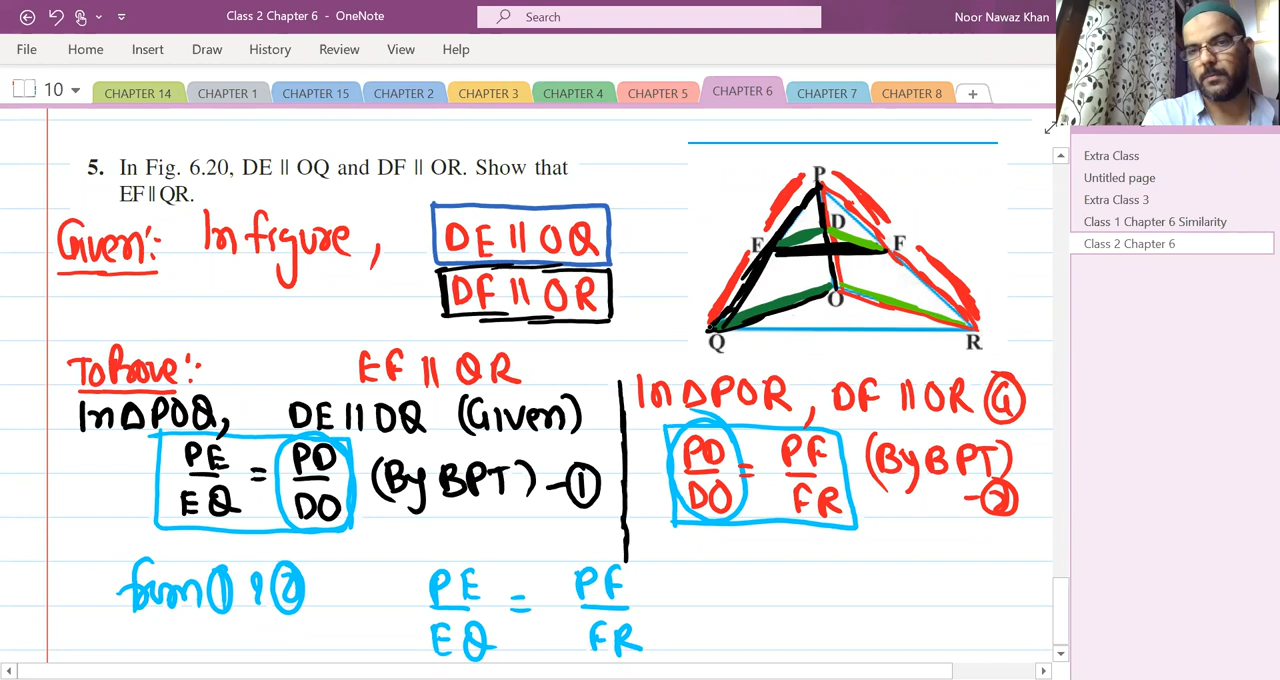 Class 2 Chapter 6 - OneNote
Search
Noor Nawaz Khan
File Home Insert Draw History Review View Help
10
CHAPTER 14 CHAPTER 1 CHAPTER 15 CHAPTER 2 CHAPTER 3 CHAPTER 4 CHAPTER 5 CHAPTER 6 CHAPTER 7 CHAPTER 8 +
Extra Class
Untitled page
Extra Class 3
Class 1 Chapter 6 Similarity
Class 2 Chapter 6
5. In Fig. 6.20, DE || OQ and DF || OR. Show that
EF || QR.
Given:- In figure, DE || OQ
DF || OR
P
D
E F
O
Q R
To Prove:- EF || QR
In △POQ, DE || OQ (Given)
PE/EQ = PD/DO (By BPT) - ①
In △POR, DF || OR G
PD/DO = PF/FR (By BPT)
- ②
from ① & ② PE/EQ = PF/FR